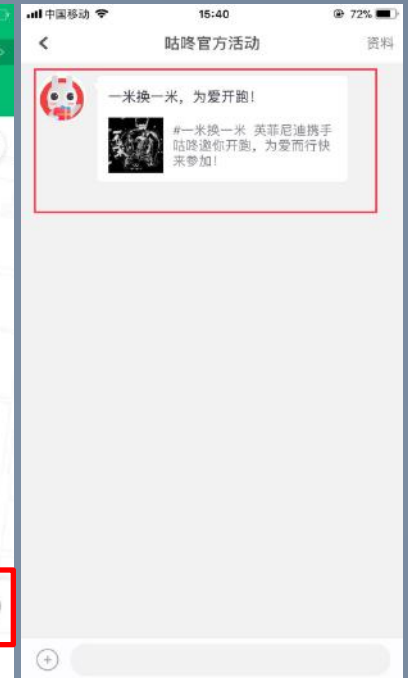 中国移动 15:40 72%
咕咚官方活动 资料
一米换一米，为爱开跑！
#一米换一米 英菲尼迪携手
咕咚邀你开跑，为爱而行快
来参加！